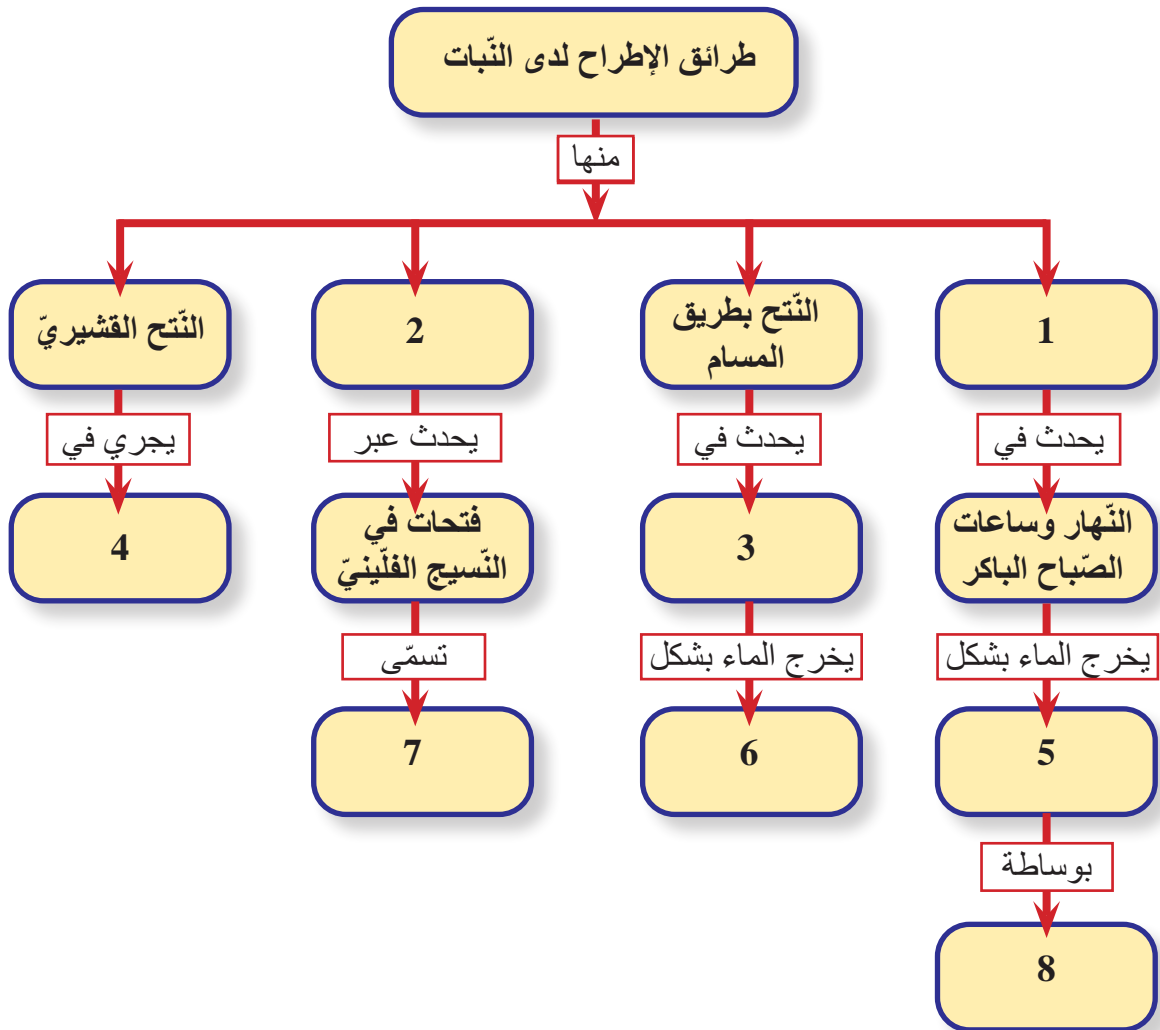 طرائق الإطراح لدى النّبات
منها
1
النّتح بطريق
المسام
2
النّتح القشيريّ
يحدث في
يحدث في
يحدث عبر
يجري في
النّهار وساعات
الصّباح الباكر
3
فتحات في
النّسيج الفلّينيّ
4
يخرج الماء بشكل
يخرج الماء بشكل
تسمّى
5
6
7
بوساطة
8